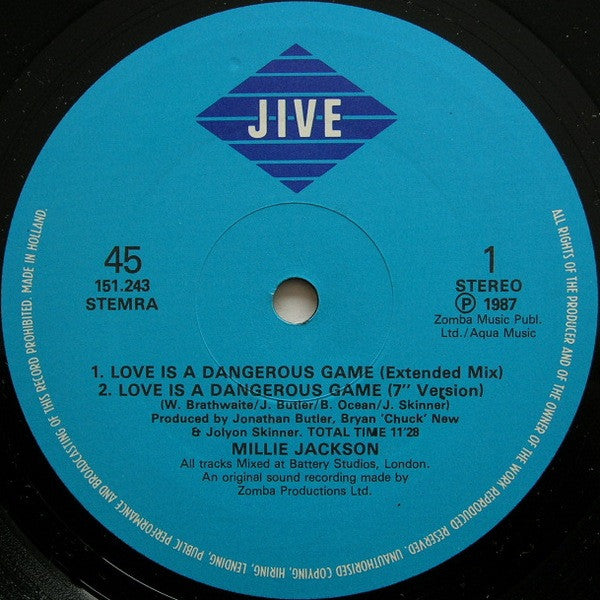 JIVE
45
151.243
STEMRA
1
STEREO
Ⓟ 1987
Zomba Music Publ.
Ltd./Aqua Music
1. LOVE IS A DANGEROUS GAME (Extended Mix)
2. LOVE IS A DANGEROUS GAME (7" Version)
(W. Brathwaite/J. Butler/B. Ocean/J. Skinner)
Produced by Jonathan Butler, Bryan 'Chuck' New
& Jolyon Skinner. TOTAL TIME 11'28
MILLIE JACKSON
All tracks Mixed at Battery Studios, London.
An original sound recording made by
Zomba Productions Ltd.
ALL RIGHTS OF THE PRODUCER AND OF THE OWNER OF THE WORK REPRODUCED RESERVED. UNAUTHORISED COPYING, HIRING, LENDING, PUBLIC PERFORMANCE AND BROADCASTING OF THIS RECORD PROHIBITED. MADE IN HOLLAND.